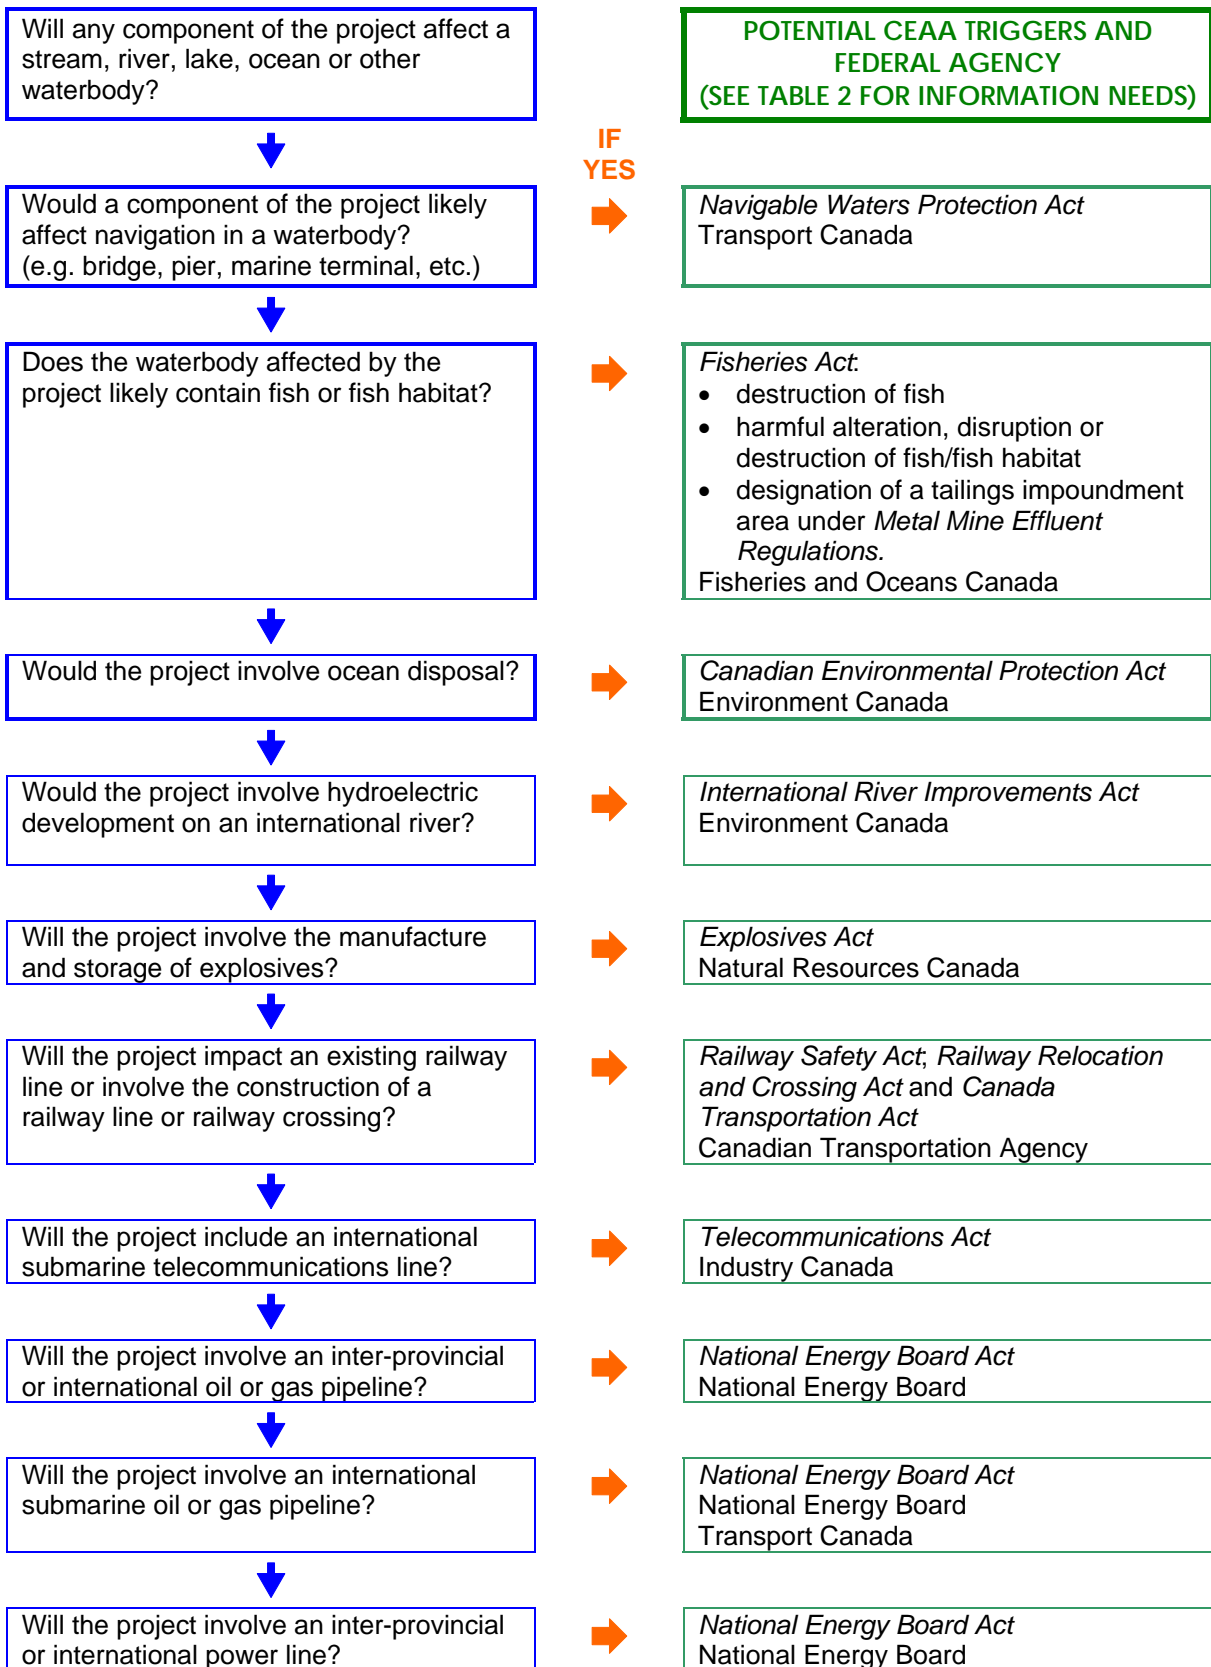 Will any component of the project affect a
stream, river, lake, ocean or other
waterbody?
POTENTIAL CEAA TRIGGERS AND
FEDERAL AGENCY
(SEE TABLE 2 FOR INFORMATION NEEDS)
IF
YES
Would a component of the project likely
affect navigation in a waterbody?
(e.g. bridge, pier, marine terminal, etc.)
Navigable Waters Protection Act
Transport Canada
Does the waterbody affected by the
project likely contain fish or fish habitat?
Fisheries Act:
• destruction of fish
• harmful alteration, disruption or
destruction of fish/fish habitat
• designation of a tailings impoundment
area under Metal Mine Effluent
Regulations.
Fisheries and Oceans Canada
Would the project involve ocean disposal?
Canadian Environmental Protection Act
Environment Canada
Would the project involve hydroelectric
development on an international river?
International River Improvements Act
Environment Canada
Will the project involve the manufacture
and storage of explosives?
Explosives Act
Natural Resources Canada
Will the project impact an existing railway
line or involve the construction of a
railway line or railway crossing?
Railway Safety Act; Railway Relocation
and Crossing Act and Canada
Transportation Act
Canadian Transportation Agency
Will the project include an international
submarine telecommunications line?
Telecommunications Act
Industry Canada
Will the project involve an inter-provincial
or international oil or gas pipeline?
National Energy Board Act
National Energy Board
Will the project involve an international
submarine oil or gas pipeline?
National Energy Board Act
National Energy Board
Transport Canada
Will the project involve an inter-provincial
or international power line?
National Energy Board Act
National Energy Board